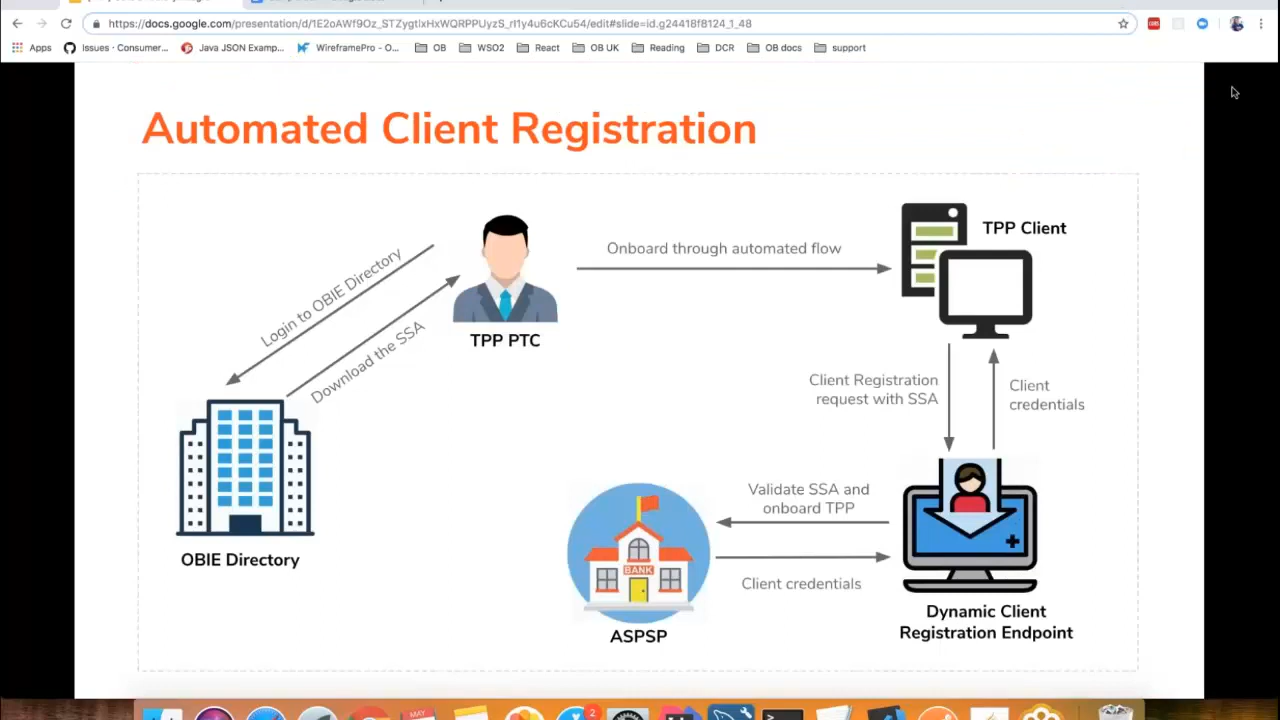 https://docs.google.com/presentation/d/1E2oAWf9Oz_STZygtlxHxWQRPPUyzS_rl1y4u6cKCu54/edit#slide=id.g24418f8124_1_48
Apps
Issues · Consumer...
Java JSON Examp...
WireframePro - O...
OB
WSO2
React
OB UK
Reading
DCR
OB docs
support
Automated Client Registration
Login to OBIE Directory
Download the SSA
TPP PTC
Onboard through automated flow
TPP Client
Client Registration
request with SSA
Client
credentials
Validate SSA and
onboard TPP
Client credentials
OBIE Directory
BANK
ASPSP
Dynamic Client
Registration Endpoint
MAY
2